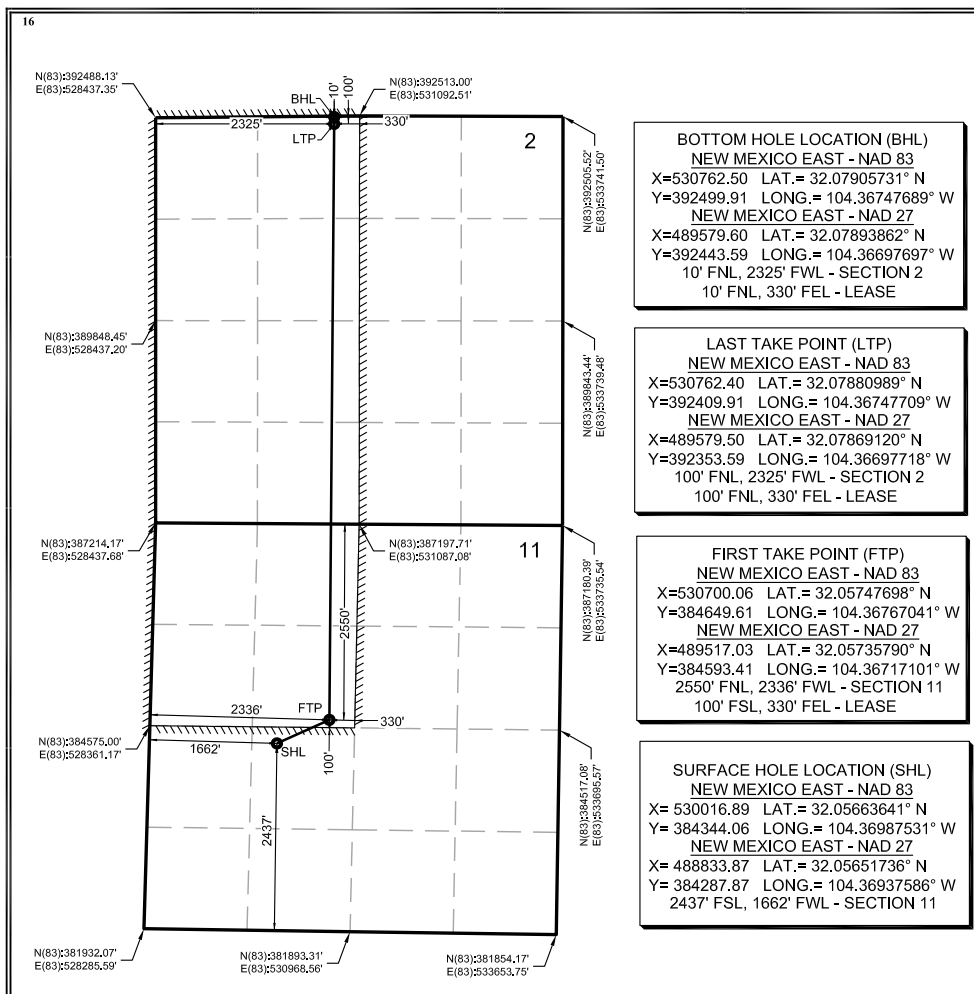 16
N(83):392488.13'
E(83):528437.35'
BHL
10'
100'
N(83):392513.00'
E(83):531092.51'
2325'
330'
LTP
2
N(83):392505.52'
E(83):533741.50'
N(83):389848.45'
E(83):528437.20'
N(83):389843.44'
E(83):533739.48'
N(83):387214.17'
E(83):528437.68'
N(83):387197.71'
E(83):531087.08'
11
N(83):387180.39'
E(83):533735.54'
2550'
2336'
FTP
330'
N(83):384575.00'
E(83):528361.17'
1662'
SHL
100'
N(83):384517.08'
E(83):533695.57'
2437'
N(83):381932.07'
E(83):528285.59'
N(83):381893.31'
E(83):530968.56'
N(83):381854.17'
E(83):533653.75'
BOTTOM HOLE LOCATION (BHL)
NEW MEXICO EAST - NAD 83
X=530762.50 LAT.= 32.07905731° N
Y=392499.91 LONG.= 104.36747689° W
NEW MEXICO EAST - NAD 27
X=489579.60 LAT.= 32.07893862° N
Y=392443.59 LONG.= 104.36697697° W
10' FNL, 2325' FWL - SECTION 2
10' FNL, 330' FEL - LEASE
LAST TAKE POINT (LTP)
NEW MEXICO EAST - NAD 83
X=530762.40 LAT.= 32.07880989° N
Y=392409.91 LONG.= 104.36747709° W
NEW MEXICO EAST - NAD 27
X=489579.50 LAT.= 32.07869120° N
Y=392353.59 LONG.= 104.36697718° W
100' FNL, 2325' FWL - SECTION 2
100' FNL, 330' FEL - LEASE
FIRST TAKE POINT (FTP)
NEW MEXICO EAST - NAD 83
X=530700.06 LAT.= 32.05747698° N
Y=384649.61 LONG.= 104.36767041° W
NEW MEXICO EAST - NAD 27
X=489517.03 LAT.= 32.05735790° N
Y=384593.41 LONG.= 104.36717101° W
2550' FNL, 2336' FWL - SECTION 11
100' FSL, 330' FEL - LEASE
SURFACE HOLE LOCATION (SHL)
NEW MEXICO EAST - NAD 83
X= 530016.89 LAT.= 32.05663641° N
Y= 384344.06 LONG.= 104.36987531° W
NEW MEXICO EAST - NAD 27
X= 488833.87 LAT.= 32.05651736° N
Y= 384287.87 LONG.= 104.36937586° W
2437' FSL, 1662' FWL - SECTION 11